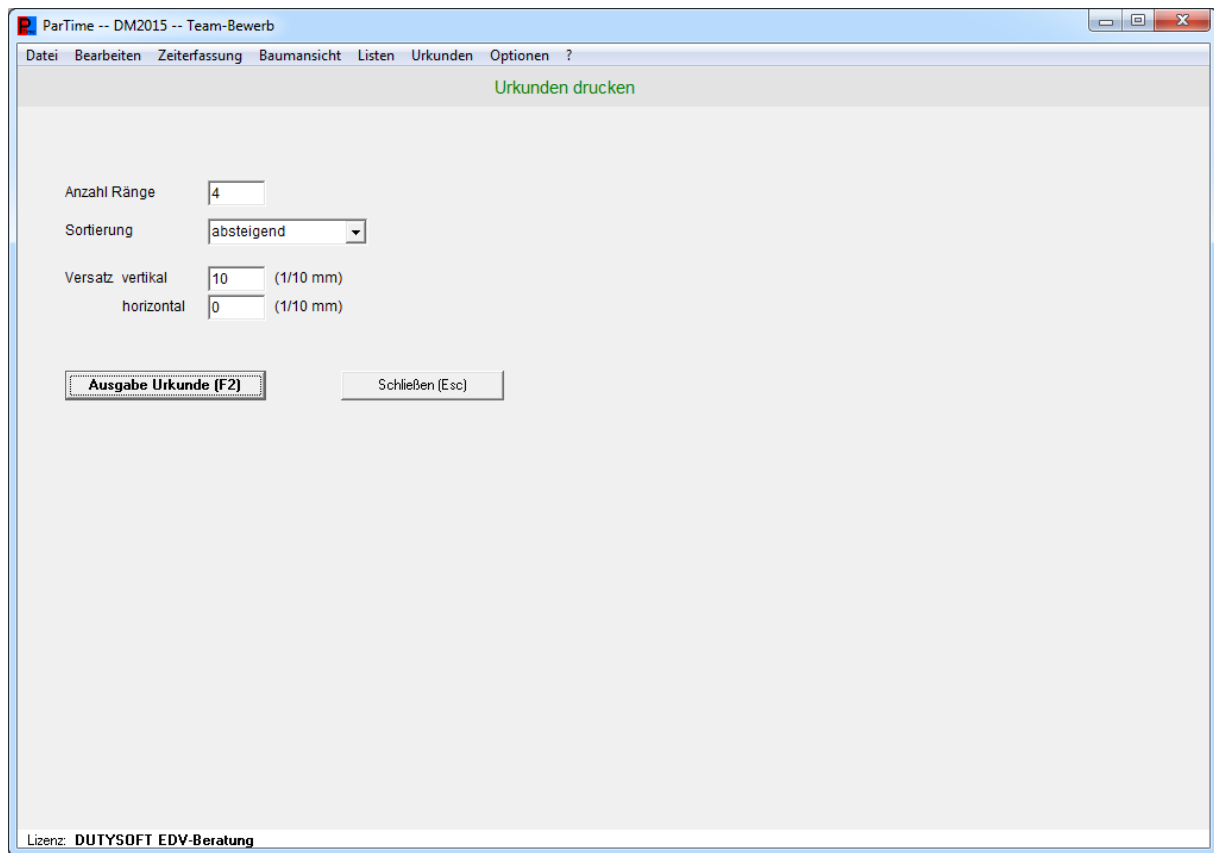 ParTime -- DM2015 -- Team-Bewerb
Datei Bearbeiten Zeiterfassung Baumansicht Listen Urkunden Optionen ?
Urkunden drucken
Anzahl Ränge 4
Sortierung absteigend
Versatz vertikal 10 (1/10 mm)
horizontal 0 (1/10 mm)
Ausgabe Urkunde (F2) Schließen (Esc)
Lizenz: DUTYSOFT EDV-Beratung